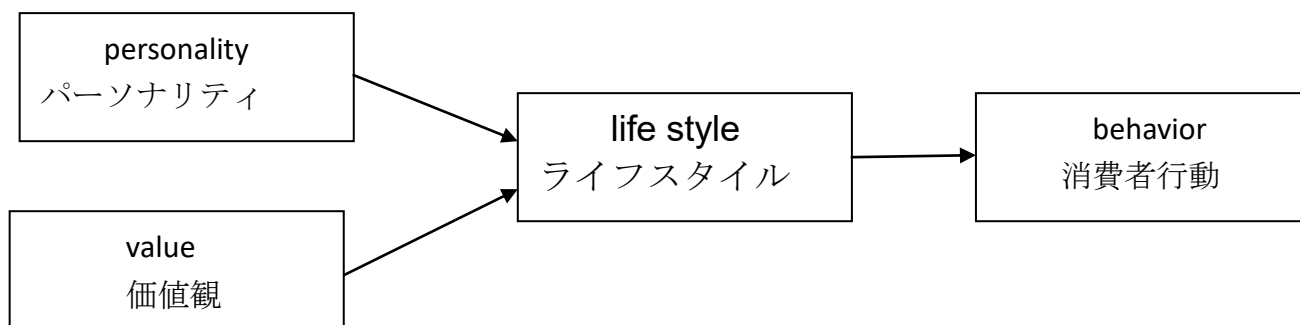 personality
パーソナリティ
value
価値観
life style
ライフスタイル
behavior
消費者行動